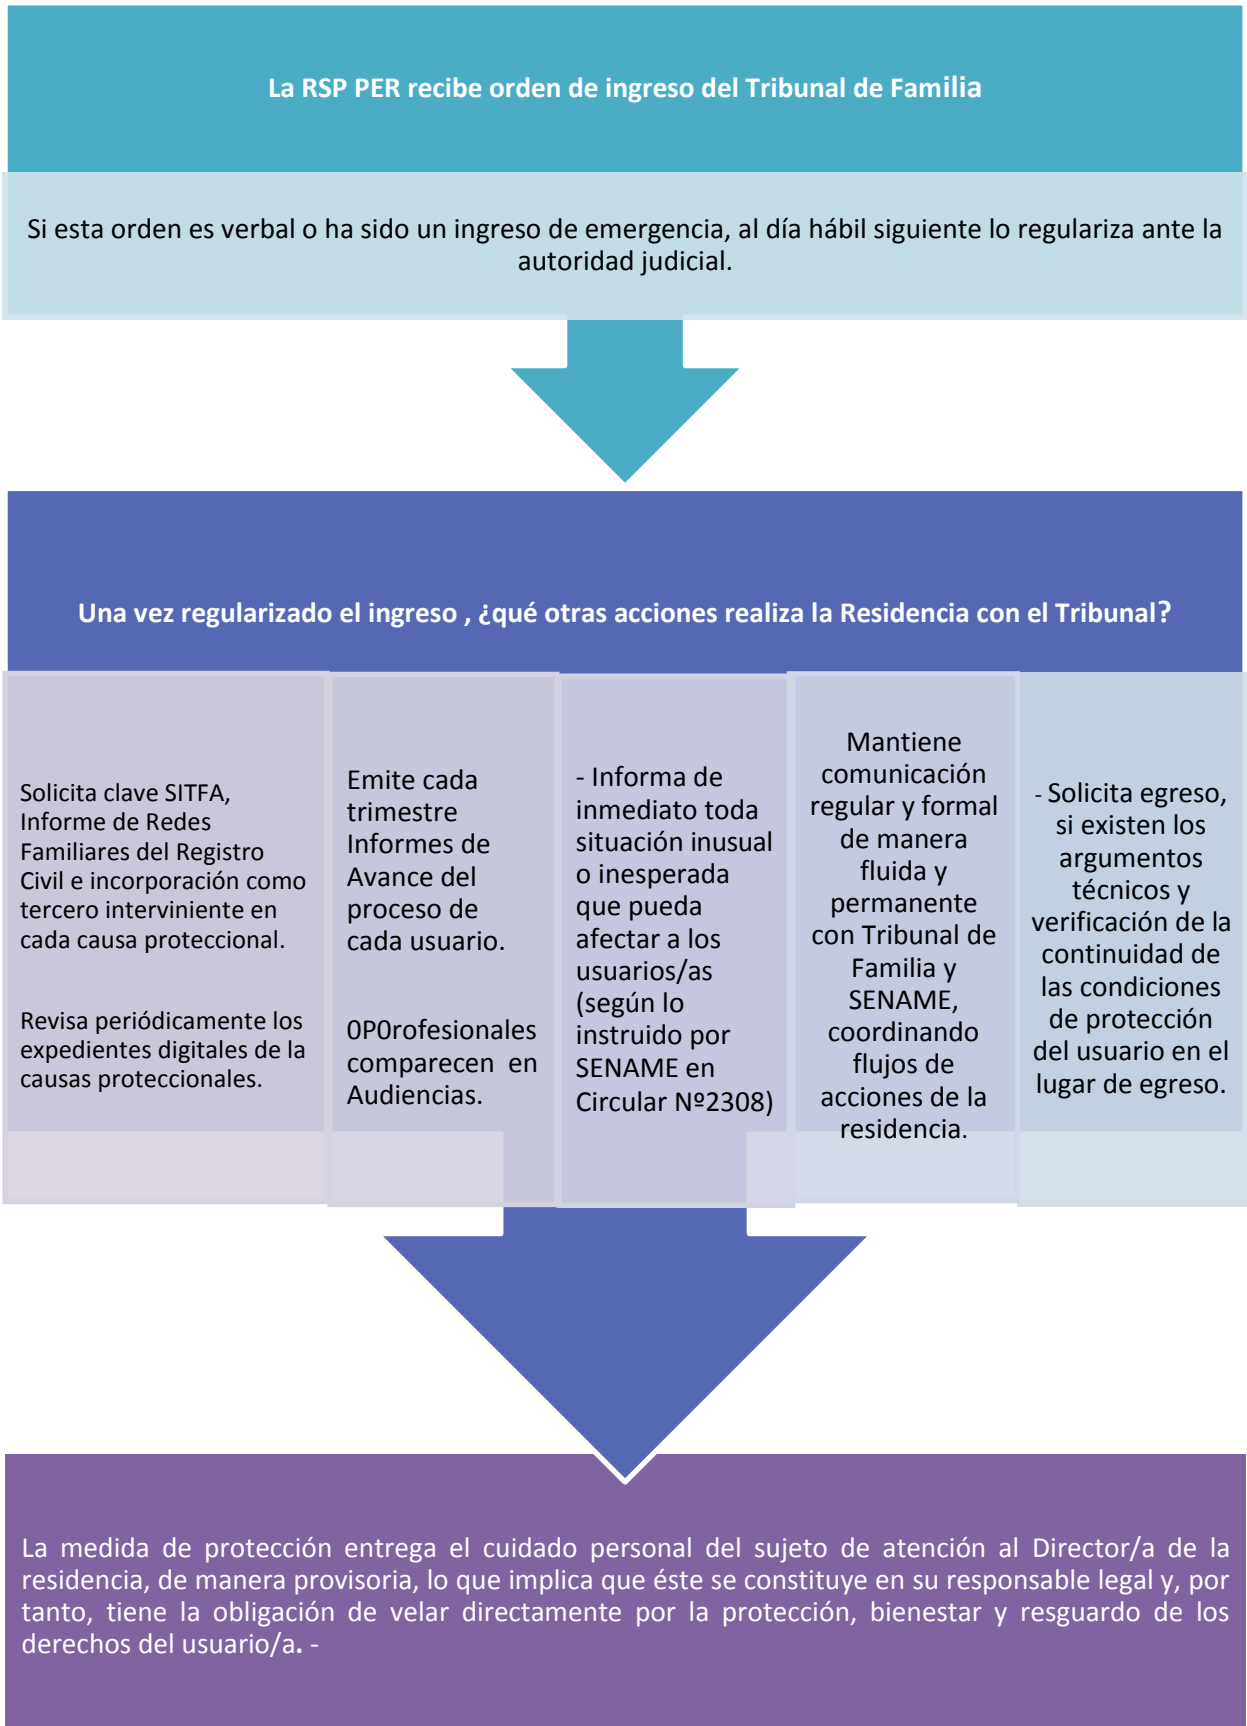 La RSP PER recibe orden de ingreso del Tribunal de Familia
Si esta orden es verbal o ha sido un ingreso de emergencia, al día hábil siguiente lo regulariza ante la
autoridad judicial.
Una vez regularizado el ingreso , ¿qué otras acciones realiza la Residencia con el Tribunal?
Solicita clave SITFA,
Informe de Redes
Familiares del Registro
Civil e incorporación como
tercero interviniente en
cada causa proteccional.
Revisa periódicamente los
expedientes digitales de la
causas proteccionales.
Emite cada
trimestre
Informes de
Avance del
proceso de
cada usuario.
0P0rofesionales
comparecen en
Audiencias.
- Informa de
inmediato toda
situación inusual
o inesperada
que pueda
afectar a los
usuarios/as
(según lo
instruido por
SENAME en
Circular Nº2308)
Mantiene
comunicación
regular y formal
de manera
fluida y
permanente
con Tribunal de
Familia y
SENAME,
coordinando
flujos de
acciones de la
residencia.
- Solicita egreso,
si existen los
argumentos
técnicos y
verificación de la
continuidad de
las condiciones
de protección
del usuario en el
lugar de egreso.
La medida de protección entrega el cuidado personal del sujeto de atención al Director/a de la
residencia, de manera provisoria, lo que implica que éste se constituye en su responsable legal y, por
tanto, tiene la obligación de velar directamente por la protección, bienestar y resguardo de los
derechos del usuario/a. -